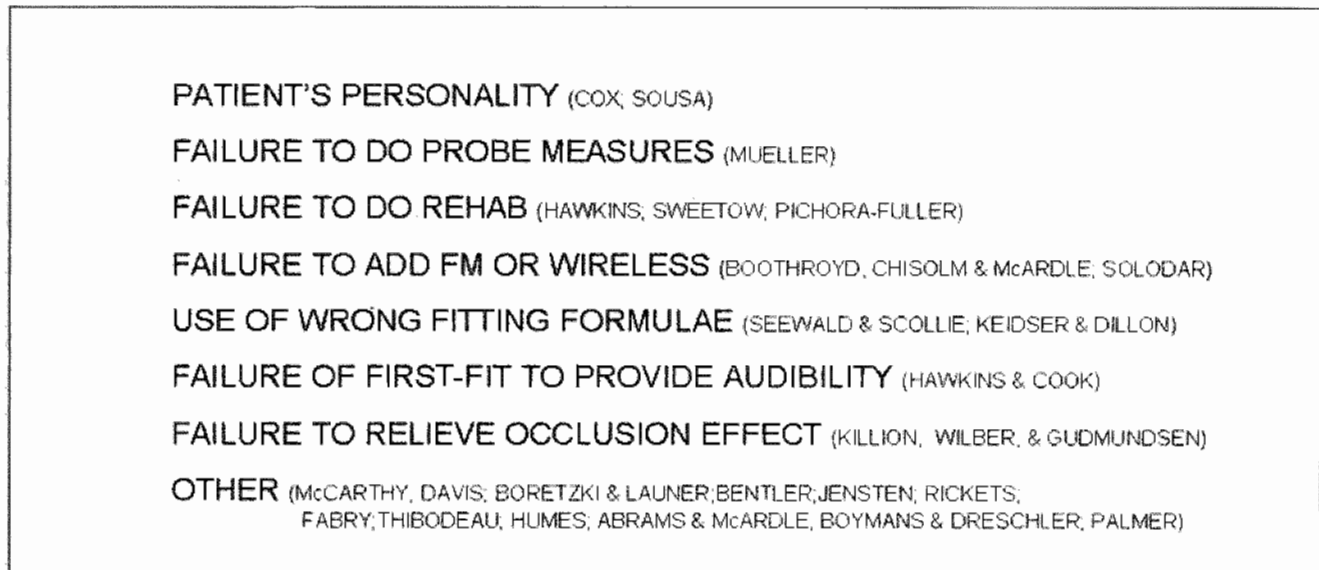 PATIENT'S PERSONALITY (COX; SOUSA)
FAILURE TO DO PROBE MEASURES (MUELLER)
FAILURE TO DO REHAB (HAWKINS; SWEETOW; PICHORA-FULLER)
FAILURE TO ADD FM OR WIRELESS (BOOTHROYD, CHISOLM & McARDLE; SOLODAR)
USE OF WRONG FITTING FORMULAE (SEEWALD & SCOLLIE; KEIDSER & DILLON)
FAILURE OF FIRST-FIT TO PROVIDE AUDIBILITY (HAWKINS & COOK)
FAILURE TO RELIEVE OCCLUSION EFFECT (KILLION, WILBER, & GUDMUNDSEN)
OTHER (McCARTHY, DAVIS; BORETZKI & LAUNER;BENTLER;JENSTEN; RICKETS;
FABRY;THIBODEAU; HUMES; ABRAMS & McARDLE, BOYMANS & DRESCHLER; PALMER)